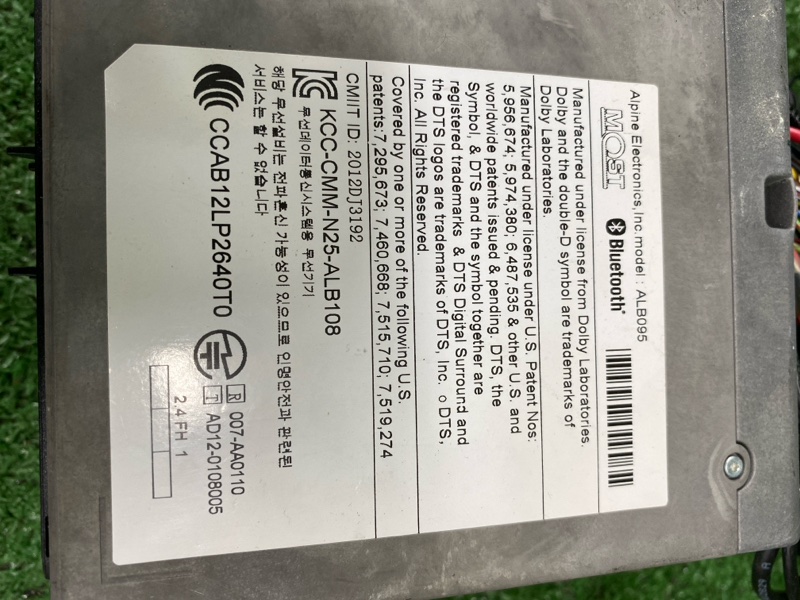 Alpine Electronics,Inc. model : ALB095
MOST Bluetooth®
Manufactured under license from Dolby Laboratories.
Dolby and the double-D symbol are trademarks of
Dolby Laboratories.
Manufactured under license under U.S. Patent Nos:
5,956,674; 5,974,380; 6,487,535 & other U.S. and
worldwide patents issued & pending. DTS, the
Symbol, & DTS and the symbol together are
registered trademarks & DTS Digital Surround and
the DTS logos are trademarks of DTS, Inc. o DTS,
Inc. All Rights Reserved.
Covered by one or more of the following U.S.
patents:7,295,673; 7,460,668; 7,515,710; 7,519,274
CMIIT ID: 2012DJ3192
KCC-CMM-N25-ALB108
무선데이터통신시스템용 무선기기
해당 무선설비는 전파혼신 가능성이 있으므로 인명안전과 관련된
서비스는 할 수 없습니다
CCAB12LP2640T0
R 007-AA0110
T AD12-0108005
2.4 FH 1